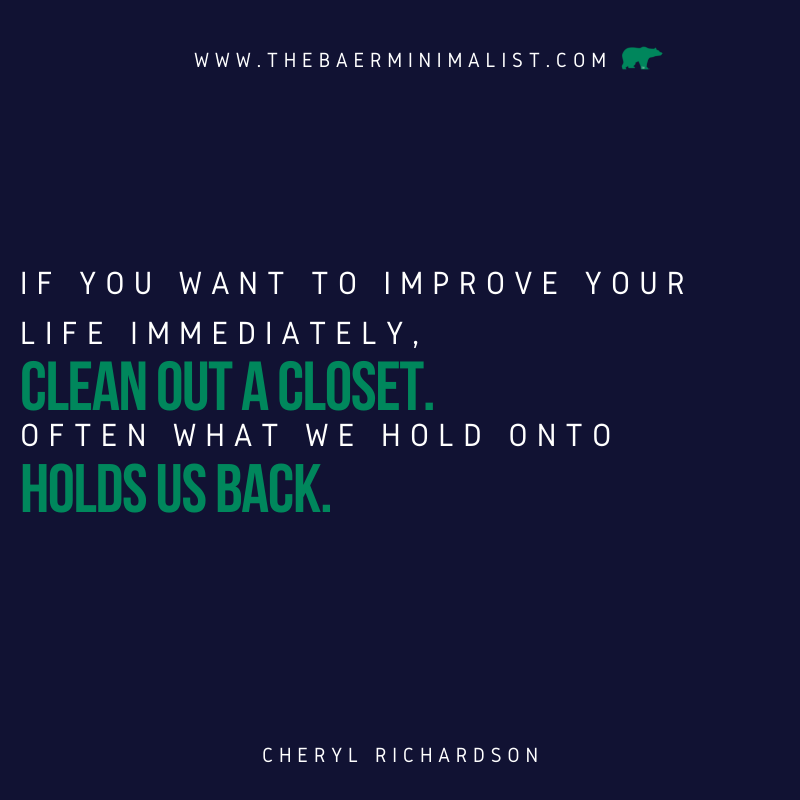 WWW.THEBAERMINIMALIST.COM
IF YOU WANT TO IMPROVE YOUR
LIFE IMMEDIATELY,
CLEAN OUT A CLOSET.
OFTEN WHAT WE HOLD ONTO
HOLDS US BACK.
CHERYL RICHARDSON